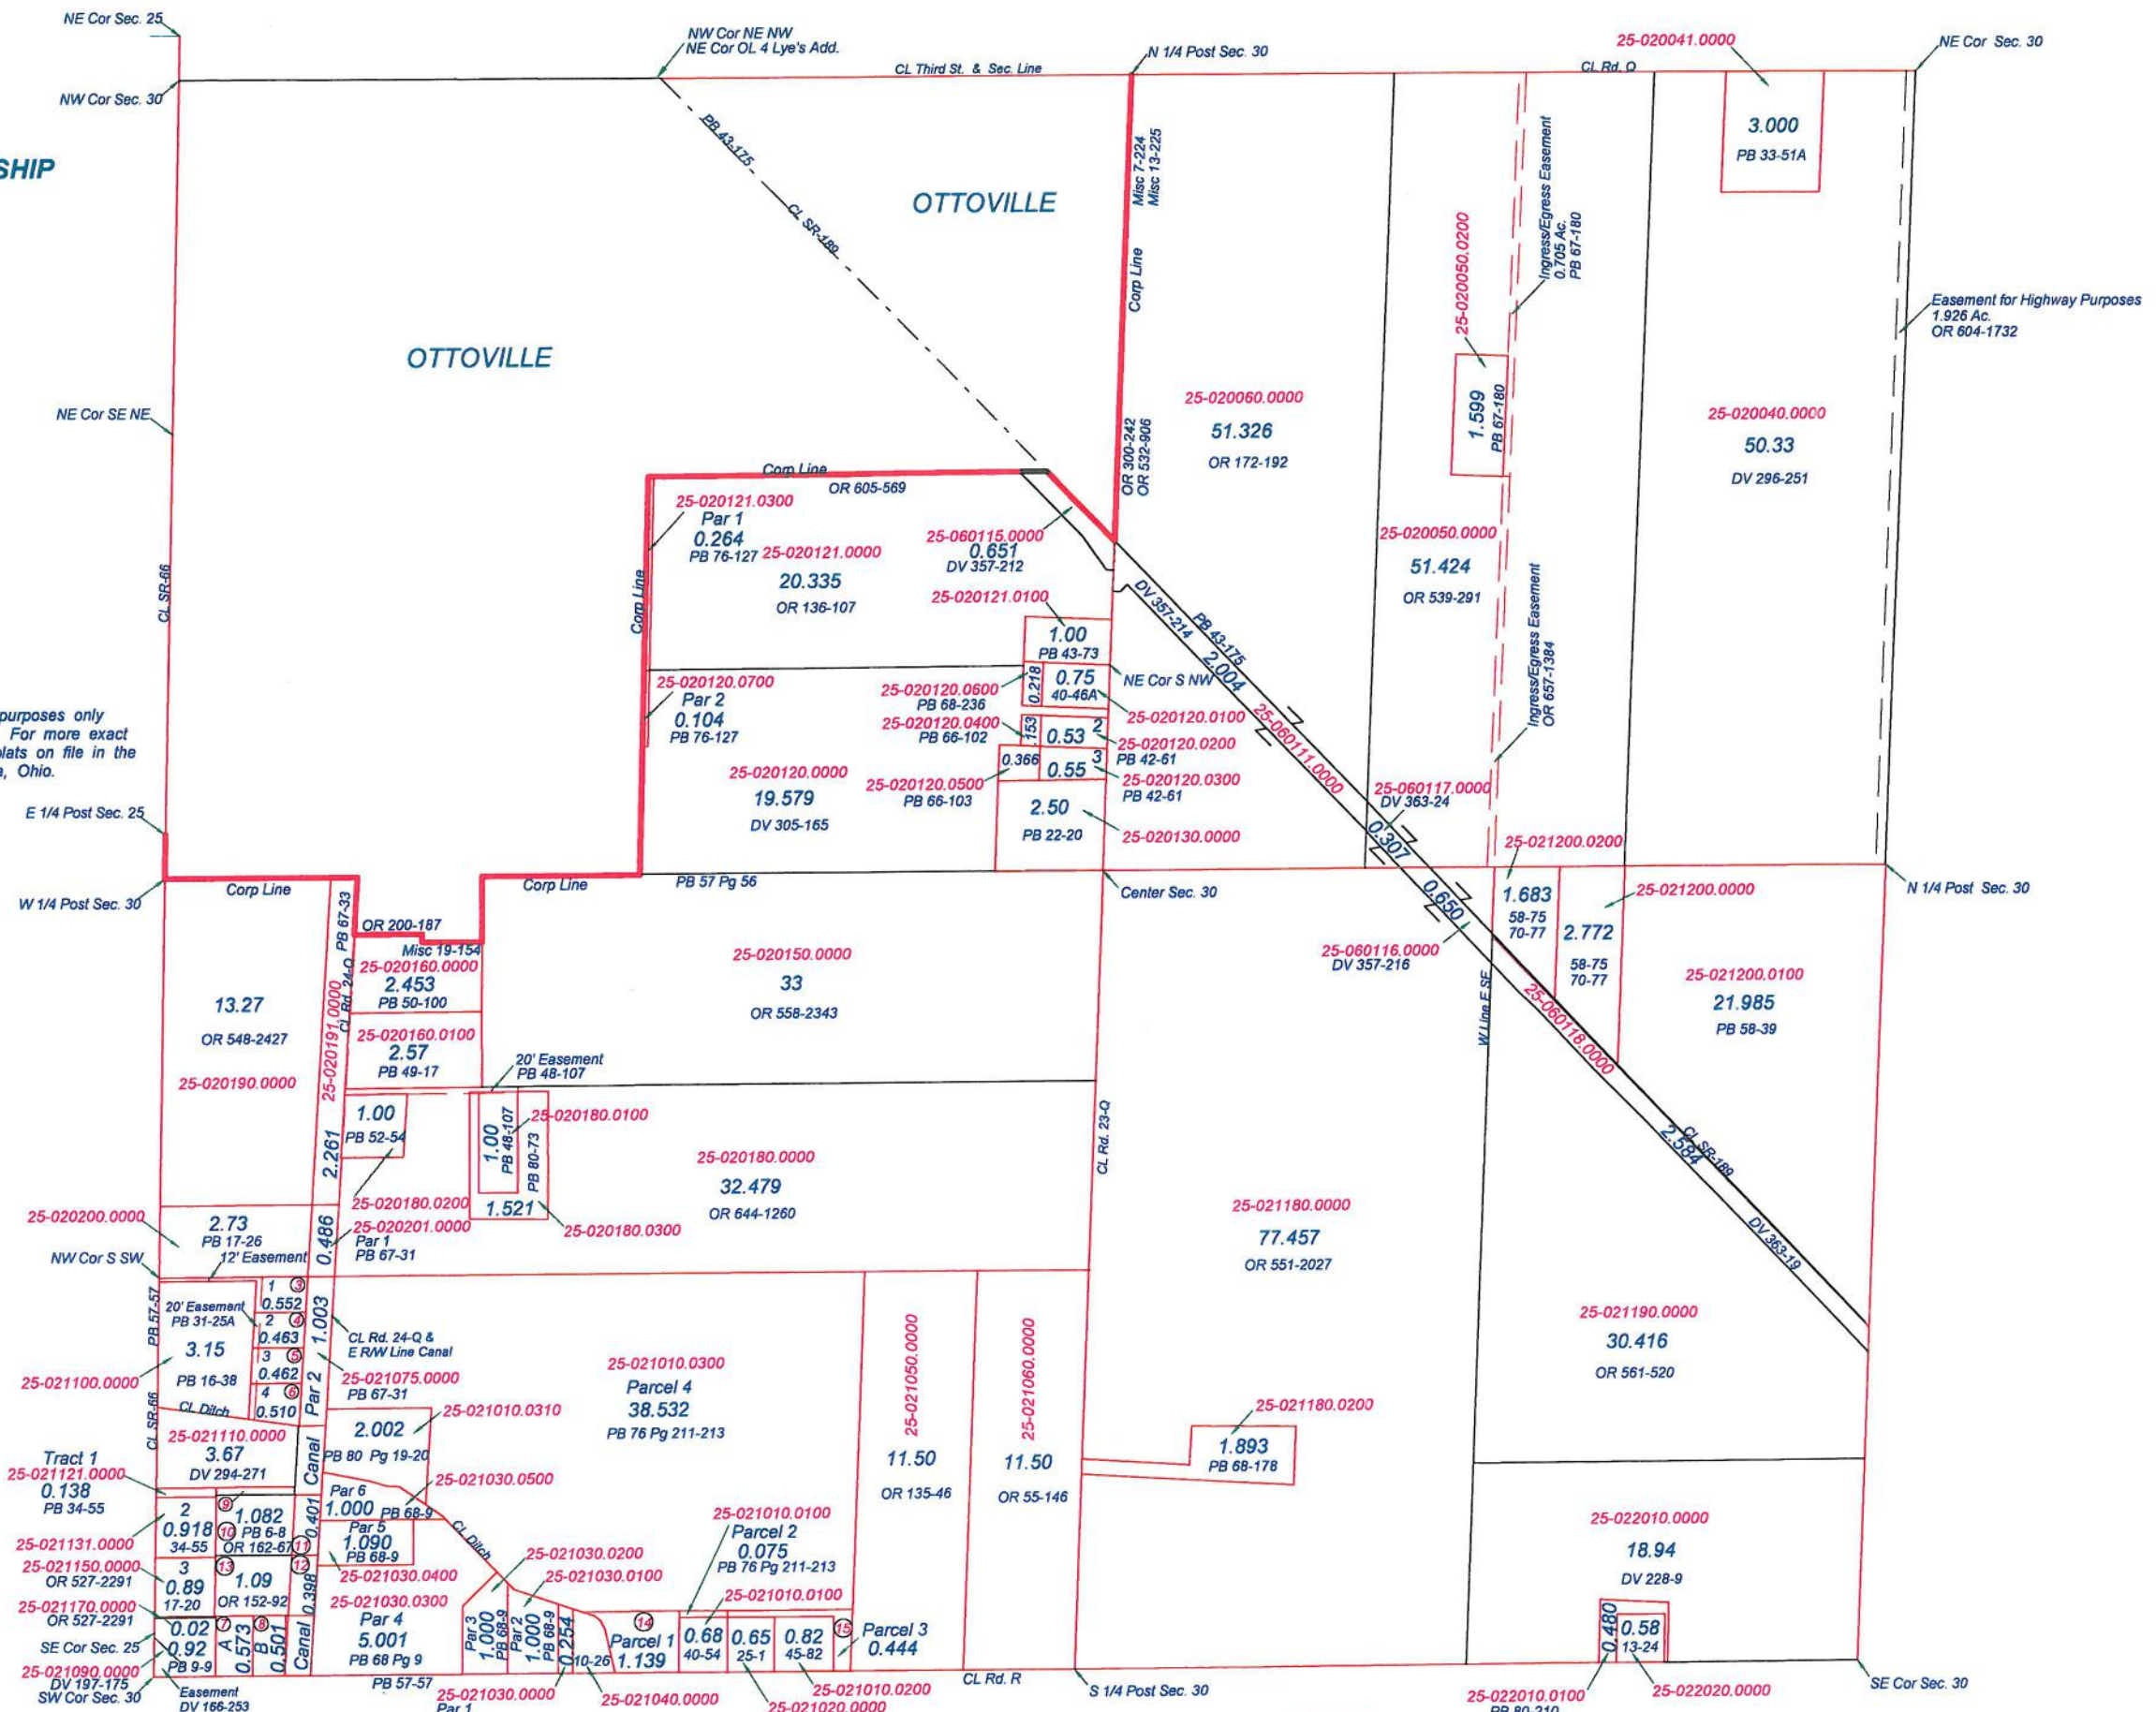 NE Cor Sec. 25
NW Cor NE NW
NE Cor OL 4 Lye's Add.
N 1/4 Post Sec. 30
25-020041.0000
NE Cor Sec. 30
CL Third St. & Sec. Line
CL Rd. O
NW Cor Sec. 30
SHIP
PB 43-175
CL SR-189
OTTOVILLE
Misc 7-224
Misc 13-225
Corp Line
3.000
PB 33-51A
Ingress/Egress Easement
0.705 Ac.
PB 67-180
25-020050.0200
1.599
PB 67-180
Easement for Highway Purposes
1.926 Ac.
OR 604-1732
OTTOVILLE
NE Cor SE NE
25-020060.0000
51.326
OR 172-192
OR 300-242
OR 532-906
25-020040.0000
50.33
DV 296-251
Corp Line
OR 605-569
25-020121.0300
Par 1
0.264
PB 76-127
25-020121.0000
20.335
OR 136-107
25-060115.0000
0.651
DV 357-212
25-020050.0000
51.424
OR 539-291
CL SR-66
Corp Line
25-020121.0100
1.00
PB 43-73
DV 357-214
PB 43-175
2.004
25-060111.0000
Ingress/Egress Easement
OR 657-1384
NE Cor S NW
25-020120.0700
Par 2
0.104
PB 76-127
25-020120.0600
PB 68-236
0.218
0.75
40-46A
25-020120.0100
25-020120.0400
PB 66-102
.153
0.53
2
25-020120.0200
PB 42-61
0.366
0.55
3
25-020120.0300
PB 42-61
25-020120.0500
PB 66-103
25-020120.0000
19.579
DV 305-165
2.50
PB 22-20
25-020130.0000
purposes only
For more exact
plats on file in the
, Ohio.
E 1/4 Post Sec. 25
25-060117.0000
DV 363-24
0.307
25-021200.0200
W 1/4 Post Sec. 30
Corp Line
Corp Line
PB 57 Pg 56
Center Sec. 30
0.650
1.683
58-75
70-77
25-021200.0000
2.772
58-75
70-77
N 1/4 Post Sec. 30
PB 67-33
OR 200-187
Misc 19-154
25-020160.0000
2.453
PB 50-100
25-020150.0000
33
OR 558-2343
25-060116.0000
DV 357-216
W Line E SE
25-021200.0100
21.985
PB 58-39
13.27
OR 548-2427
25-020190.0000
CL Rd. 24-Q
25-020191.0000
2.261
25-020160.0100
2.57
PB 49-17
20' Easement
PB 48-107
25-060118.0000
1.00
PB 52-54
1.00
PB 48-107
PB 80-73
25-020180.0100
1.521
25-020180.0300
25-020180.0000
32.479
OR 644-1260
CL Rd. 23-Q
CL SR-189
2.584
DV 363-19
25-020180.0200
25-020200.0000
2.73
PB 17-26
0.486
25-020201.0000
Par 1
PB 67-31
25-021180.0000
77.457
OR 551-2027
NW Cor S SW
12' Easement
PB 57-57
20' Easement
PB 31-25A
3.15
PB 16-38
1
3
0.552
2
4
0.463
3
5
0.462
4
6
0.510
1.003
Par 2
CL Rd. 24-Q &
E R/W Line Canal
25-021075.0000
PB 67-31
25-021100.0000
25-021010.0300
Parcel 4
38.532
PB 76 Pg 211-213
25-021050.0000
11.50
OR 135-46
25-021060.0000
11.50
OR 55-146
25-021190.0000
30.416
OR 561-520
25-021180.0200
1.893
PB 68-178
CL SR-66
CL Ditch
25-021110.0000
3.67
DV 294-271
Canal
2.002
PB 80 Pg 19-20
25-021010.0310
Tract 1
25-021121.0000
0.138
PB 34-55
Par 6
1.000
PB 68-9
25-021030.0500
CL Ditch
2
0.918
34-55
9
1.082
10
PB 6-8
OR 162-67
11
0.401
25-021131.0000
Par 5
1.090
PB 68-9
25-021030.0400
25-021010.0100
Parcel 2
0.075
PB 76 Pg 211-213
25-022010.0000
18.94
DV 228-9
25-021150.0000
OR 527-2291
3
0.89
17-20
13
1.09
OR 152-92
12
0.398
25-021030.0200
25-021030.0100
25-021010.0100
25-021170.0000
OR 527-2291
25-021030.0300
Par 4
5.001
PB 68 Pg 9
SE Cor Sec. 25
0.02
0.92
PB 9-9
7
A
0.573
8
B
0.501
Canal
Par 3
1.000
PB 68-9
Par 2
1.000
PB 68-9
0.254
10-26
14
Parcel 1
1.139
0.68
40-54
0.65
25-1
0.82
45-82
15
Parcel 3
0.444
0.480
0.58
13-24
25-021090.0000
DV 197-175
SW Cor Sec. 30
Easement
DV 166-253
PB 57-57
25-021030.0000
Par 1
25-021040.0000
25-021010.0200
25-021020.0000
CL Rd. R
S 1/4 Post Sec. 30
25-022010.0100
PB 80-210
25-022020.0000
SE Cor Sec. 30